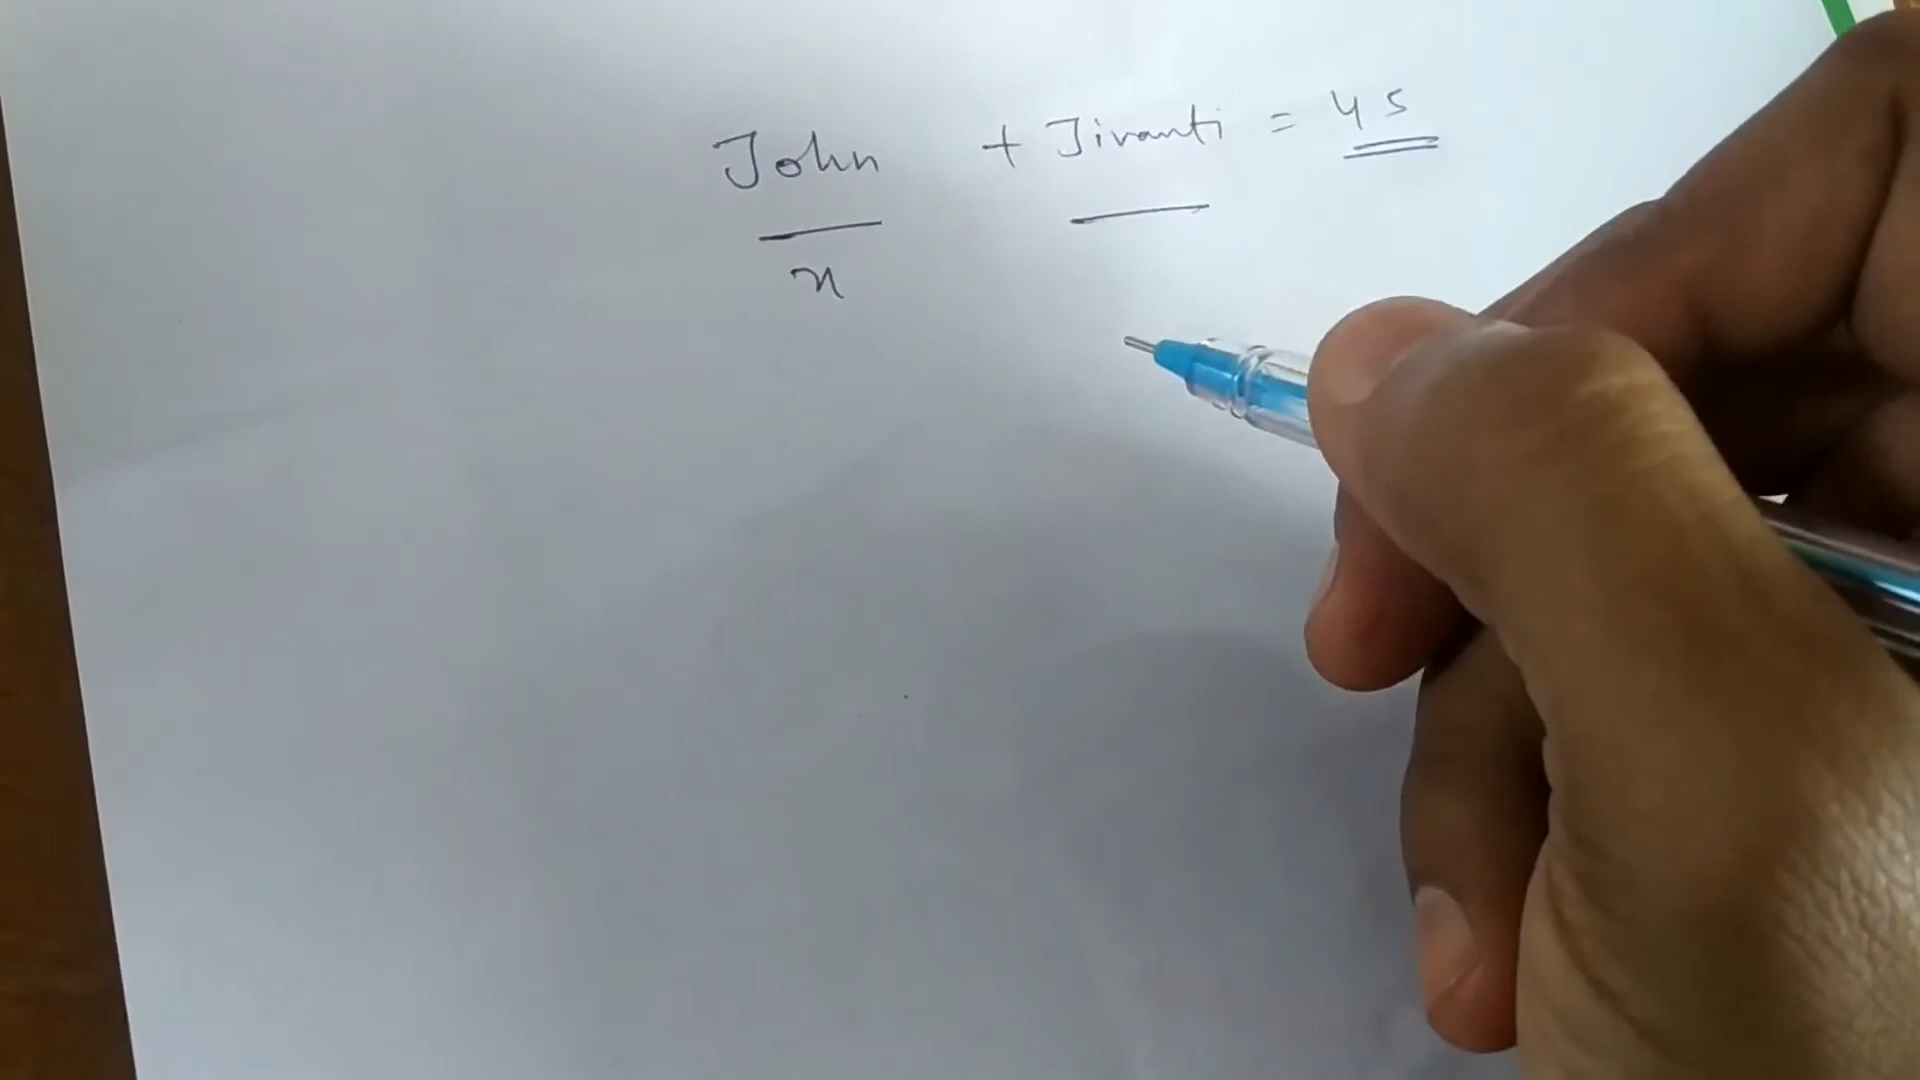 John + Jivanti = 45
x